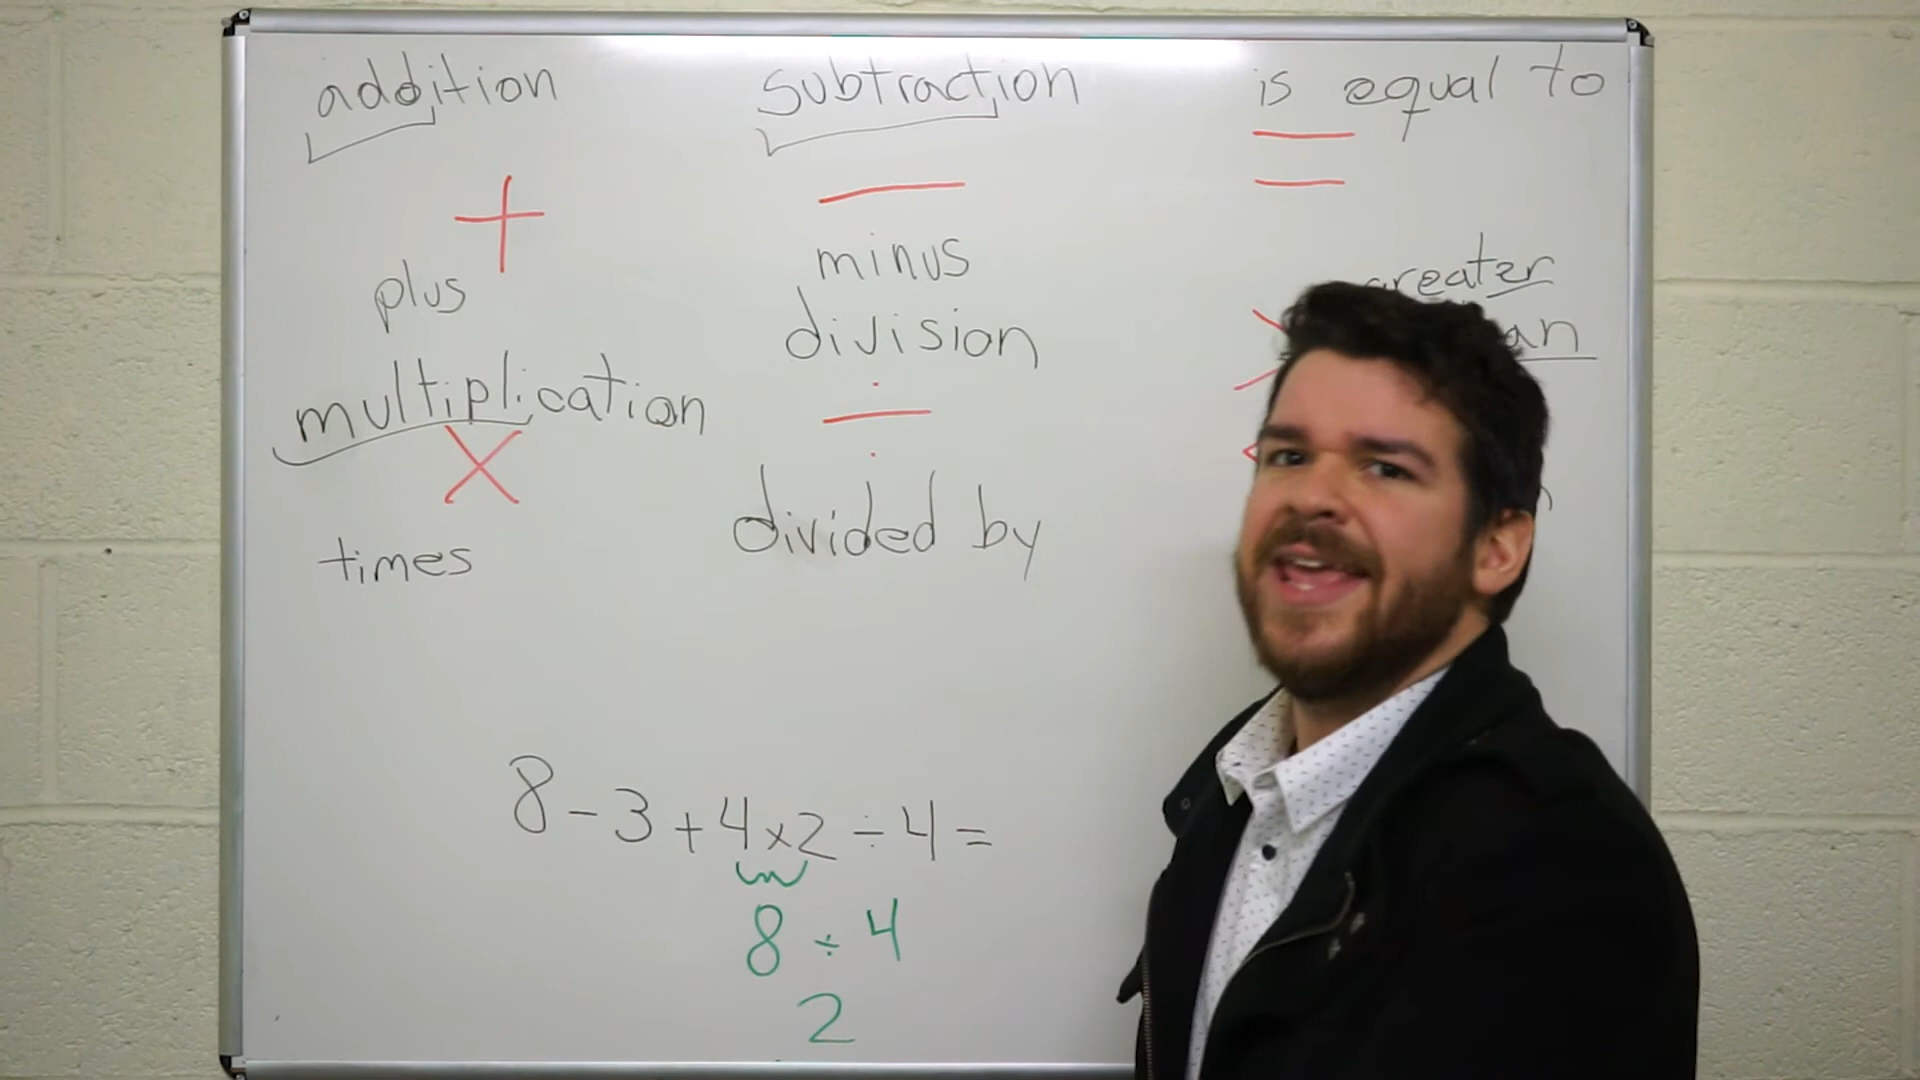 addition
+
plus
multiplication
×
times
subtraction
—
minus
division
÷
divided by
is equal to
=
greater
8 - 3 + 4 × 2 ÷ 4 =
8 ÷ 4
2